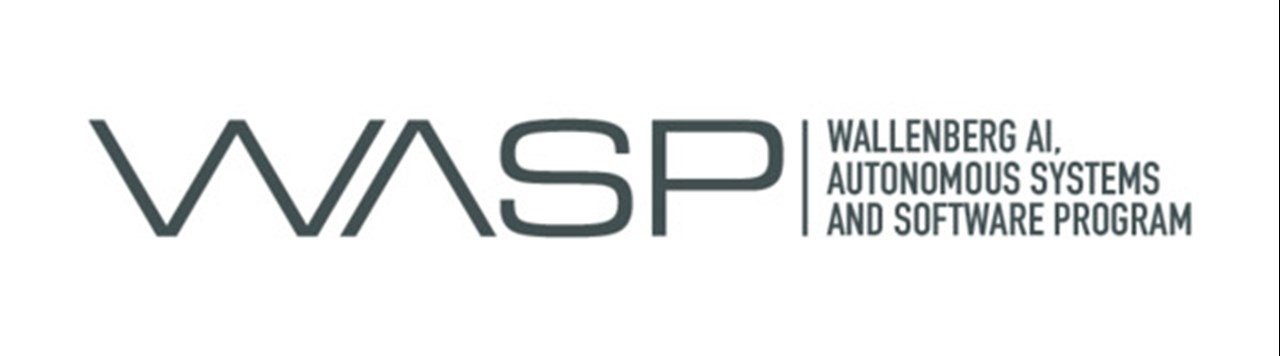 WASP
WALLENBERG AI,
AUTONOMOUS SYSTEMS
AND SOFTWARE PROGRAM